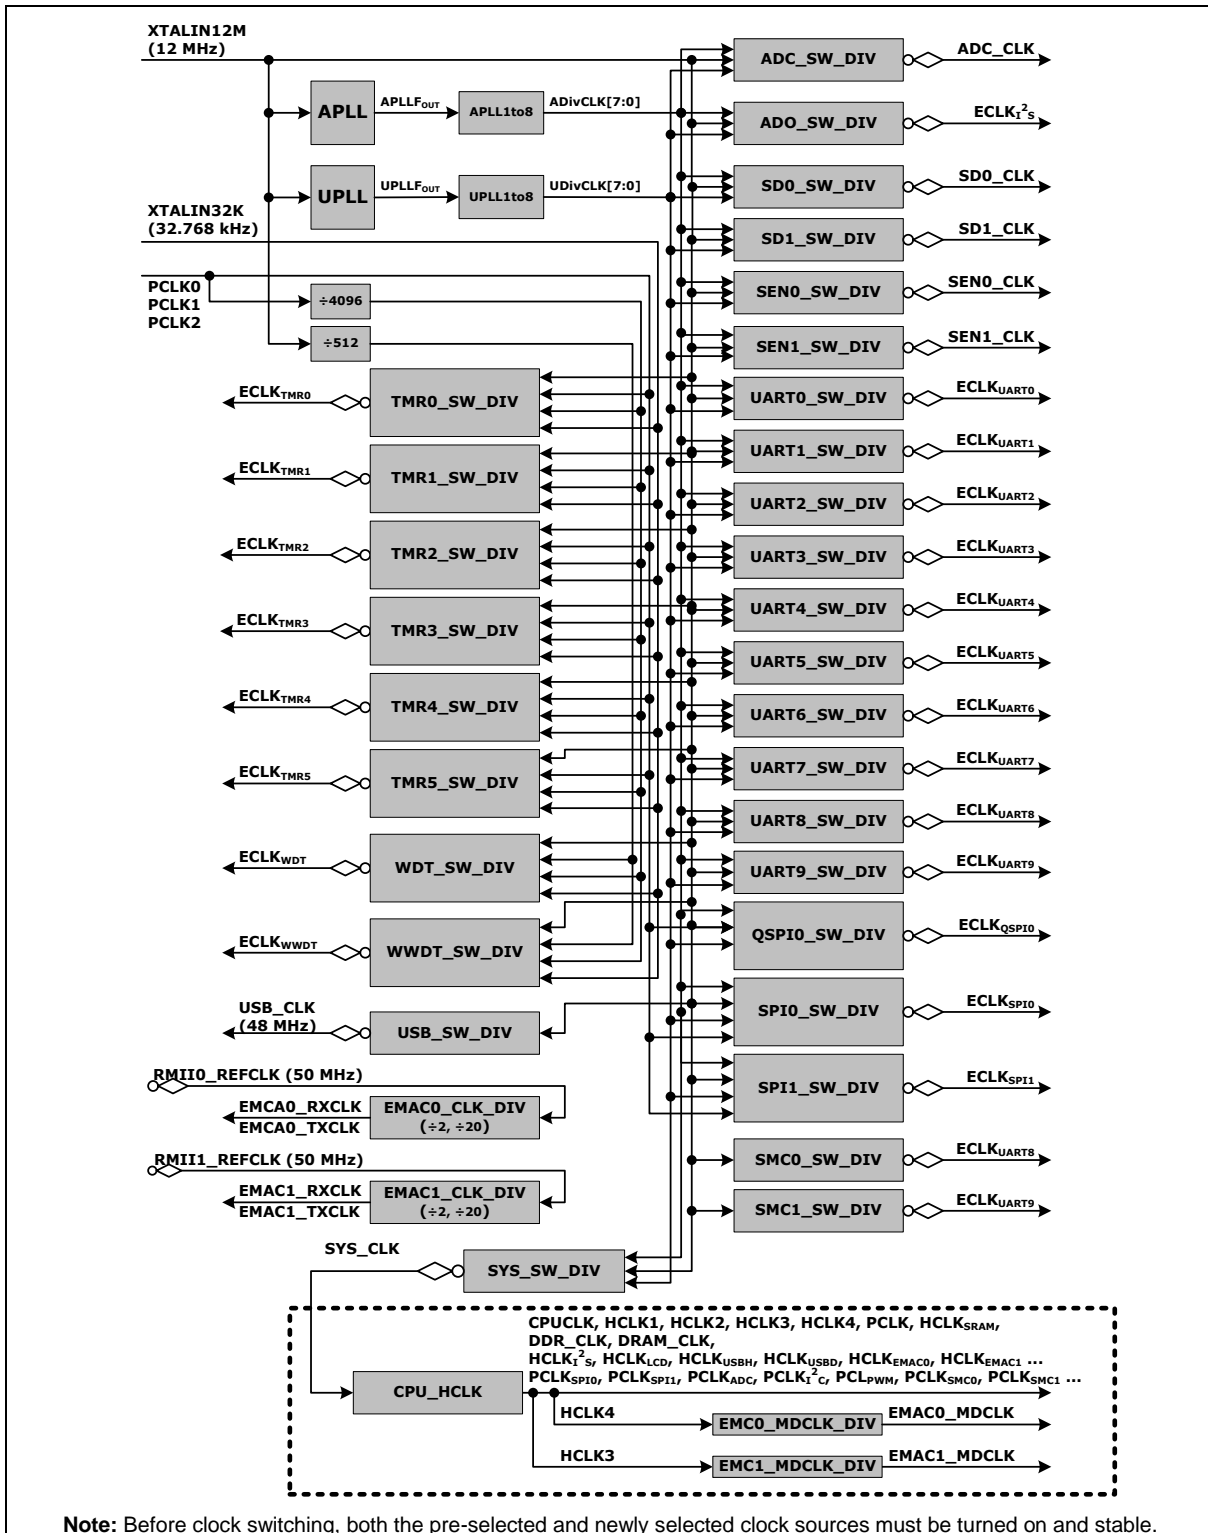 XTALIN12M
(12 MHz)
APLL
APLLFOUT
APLL1to8
ADivCLK[7:0]
UPLL
UPLLFOUT
UPLL1to8
UDivCLK[7:0]
XTALIN32K
(32.768 kHz)
PCLK0
PCLK1
PCLK2
÷4096
÷512
ADC_SW_DIV
ADC_CLK
ADO_SW_DIV
ECLKI2S
SD0_SW_DIV
SD0_CLK
SD1_SW_DIV
SD1_CLK
SEN0_SW_DIV
SEN0_CLK
SEN1_SW_DIV
SEN1_CLK
ECLKTMR0
TMR0_SW_DIV
ECLKTMR1
TMR1_SW_DIV
ECLKTMR2
TMR2_SW_DIV
ECLKTMR3
TMR3_SW_DIV
ECLKTMR4
TMR4_SW_DIV
ECLKTMR5
TMR5_SW_DIV
ECLKWDT
WDT_SW_DIV
ECLKWWDT
WWDT_SW_DIV
USB_CLK
(48 MHz)
USB_SW_DIV
UART0_SW_DIV
ECLKUART0
UART1_SW_DIV
ECLKUART1
UART2_SW_DIV
ECLKUART2
UART3_SW_DIV
ECLKUART3
UART4_SW_DIV
ECLKUART4
UART5_SW_DIV
ECLKUART5
UART6_SW_DIV
ECLKUART6
UART7_SW_DIV
ECLKUART7
UART8_SW_DIV
ECLKUART8
UART9_SW_DIV
ECLKUART9
QSPI0_SW_DIV
ECLKQSPI0
SPI0_SW_DIV
ECLKSPI0
SPI1_SW_DIV
ECLKSPI1
SMC0_SW_DIV
ECLKUART8
SMC1_SW_DIV
ECLKUART9
RMII0_REFCLK (50 MHz)
EMCA0_RXCLK
EMCA0_TXCLK
EMAC0_CLK_DIV
(÷2, ÷20)
RMII1_REFCLK (50 MHz)
EMAC1_RXCLK
EMAC1_TXCLK
EMAC1_CLK_DIV
(÷2, ÷20)
SYS_CLK
SYS_SW_DIV
CPUCLK, HCLK1, HCLK2, HCLK3, HCLK4, PCLK, HCLKSRAM,
DDR_CLK, DRAM_CLK,
HCLKI2S, HCLKLCD, HCLKUSBH, HCLKUSBD, HCLKEMAC0, HCLKEMAC1 ...
PCLKSPI0, PCLKSPI1, PCLKADC, PCLKI2C, PCLPWM, PCLKSMC0, PCLKSMC1 ...
CPU_HCLK
HCLK4
EMC0_MDCLK_DIV
EMAC0_MDCLK
HCLK3
EMC1_MDCLK_DIV
EMAC1_MDCLK
Note: Before clock switching, both the pre-selected and newly selected clock sources must be turned on and stable.